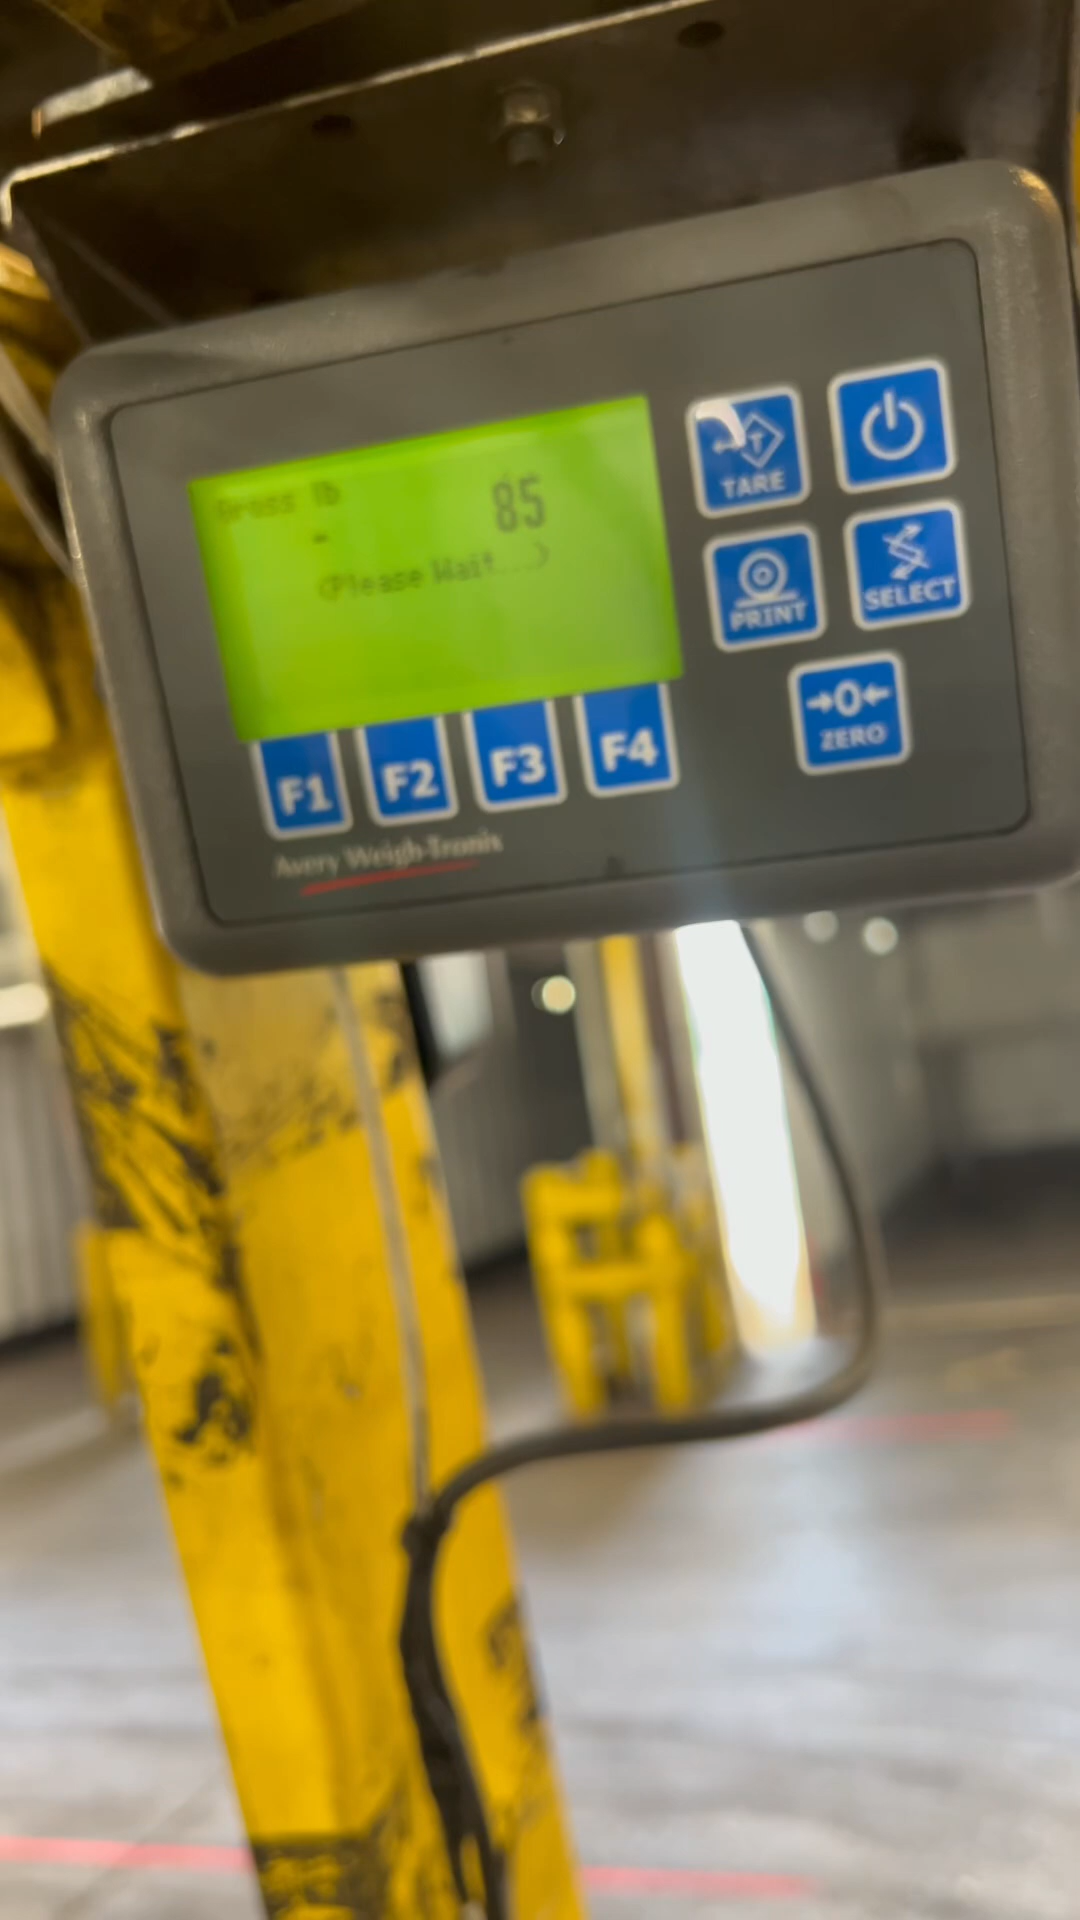 Gross lb
- 85
(Please Wait...)
TARE
PRINT
SELECT
→0←
ZERO
F1 F2 F3 F4
Avery Weigh-Tronix